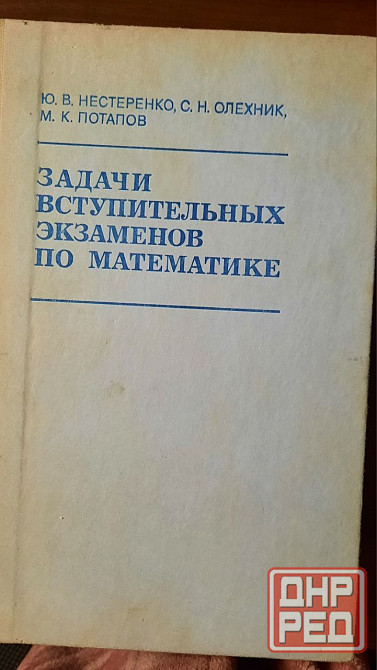 Ю. В. НЕСТЕРЕНКО, С. Н. ОЛЕХНИК,
М. К. ПОТАПОВ
ЗАДАЧИ
ВСТУПИТЕЛЬНЫХ
ЭКЗАМЕНОВ
ПО МАТЕМАТИКЕ
ДНР
РЕД